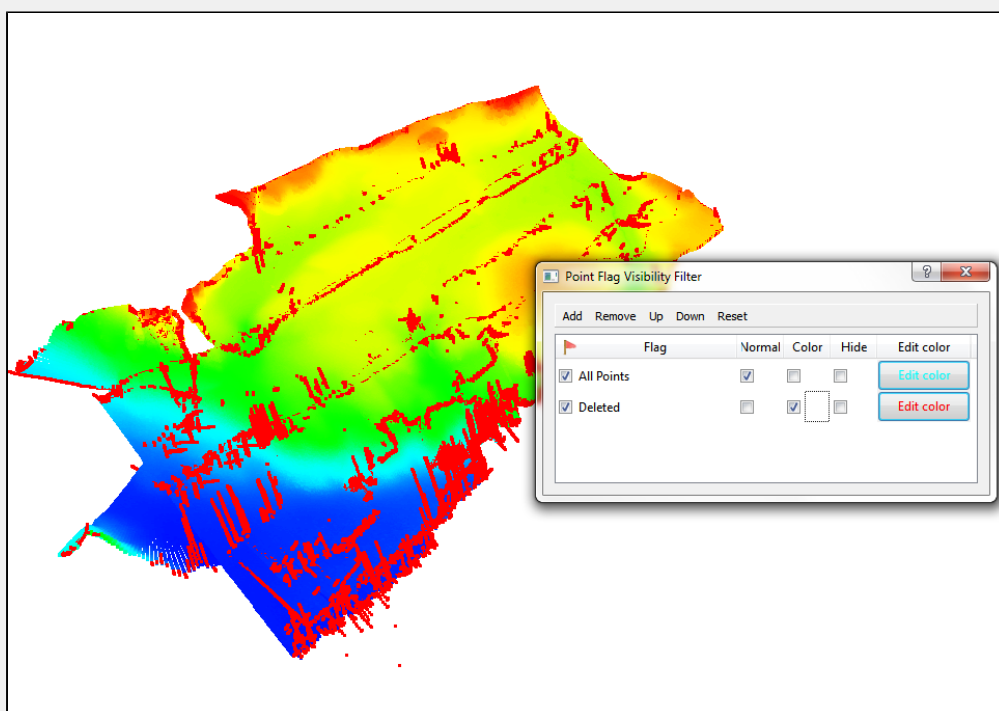 Point Flag Visibility Filter
Add Remove Up Down Reset
Flag Normal Color Hide Edit color
All Points Edit color
Deleted Edit color